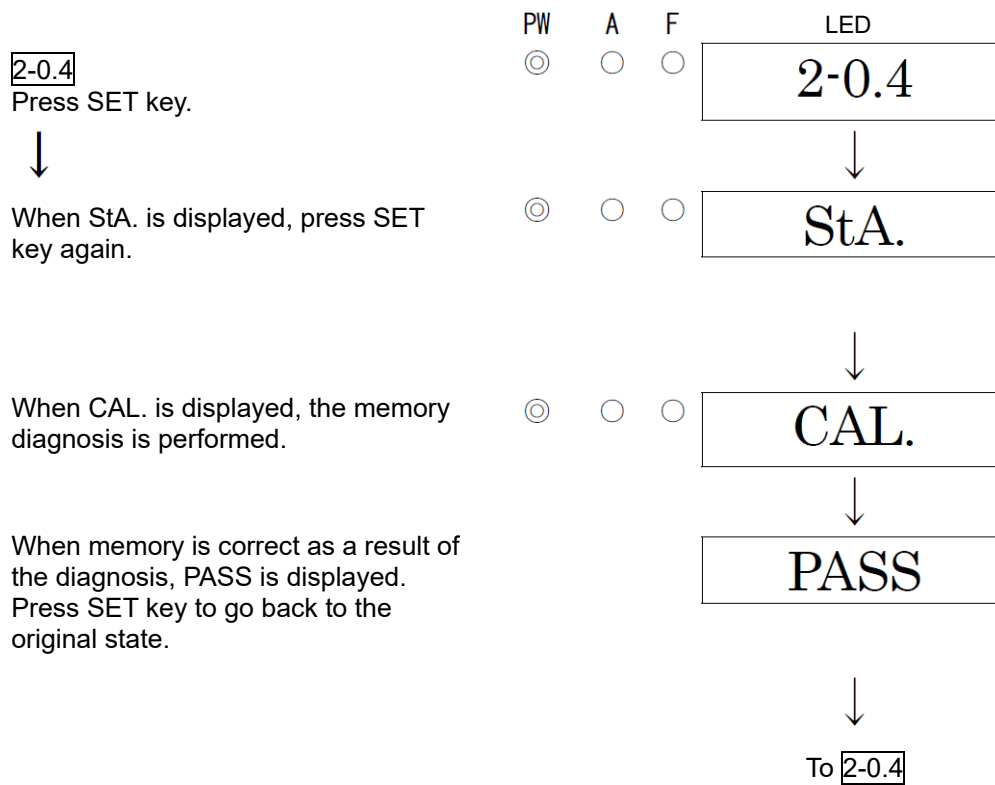 PW A F LED
2-0.4
Press SET key.
2-0.4
↓
↓
When StA. is displayed, press SET
key again.
StA.
↓
When CAL. is displayed, the memory
diagnosis is performed.
CAL.
↓
When memory is correct as a result of
the diagnosis, PASS is displayed.
Press SET key to go back to the
original state.
PASS
↓
To 2-0.4